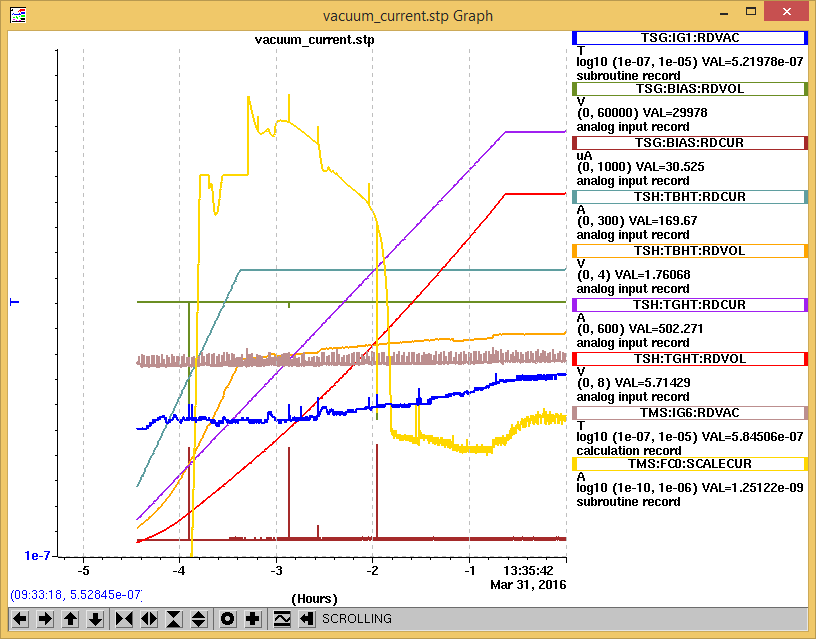 vacuum_current.stp Graph
vacuum_current.stp
T
1e-7
-5
-4
-3
-2
-1
13:35:42
Mar 31, 2016
(Hours)
(09:33:18, 5.52845e-07)
TSG:IG1:RDVAC
T
log10 (1e-07, 1e-05) VAL=5.21978e-07
subroutine record
TSG:BIAS:RDVOL
V
(0, 60000) VAL=29978
analog input record
TSG:BIAS:RDCUR
uA
(0, 1000) VAL=30.525
analog input record
TSH:TBHT:RDCUR
A
(0, 300) VAL=169.67
analog input record
TSH:TBHT:RDVOL
V
(0, 4) VAL=1.76068
analog input record
TSH:TGHT:RDCUR
A
(0, 600) VAL=502.271
analog input record
TSH:TGHT:RDVOL
V
(0, 8) VAL=5.71429
analog input record
TMS:IG6:RDVAC
T
log10 (1e-07, 1e-05) VAL=5.84506e-07
calculation record
TMS:FC0:SCALECUR
A
log10 (1e-10, 1e-06) VAL=1.25122e-09
subroutine record
SCROLLING